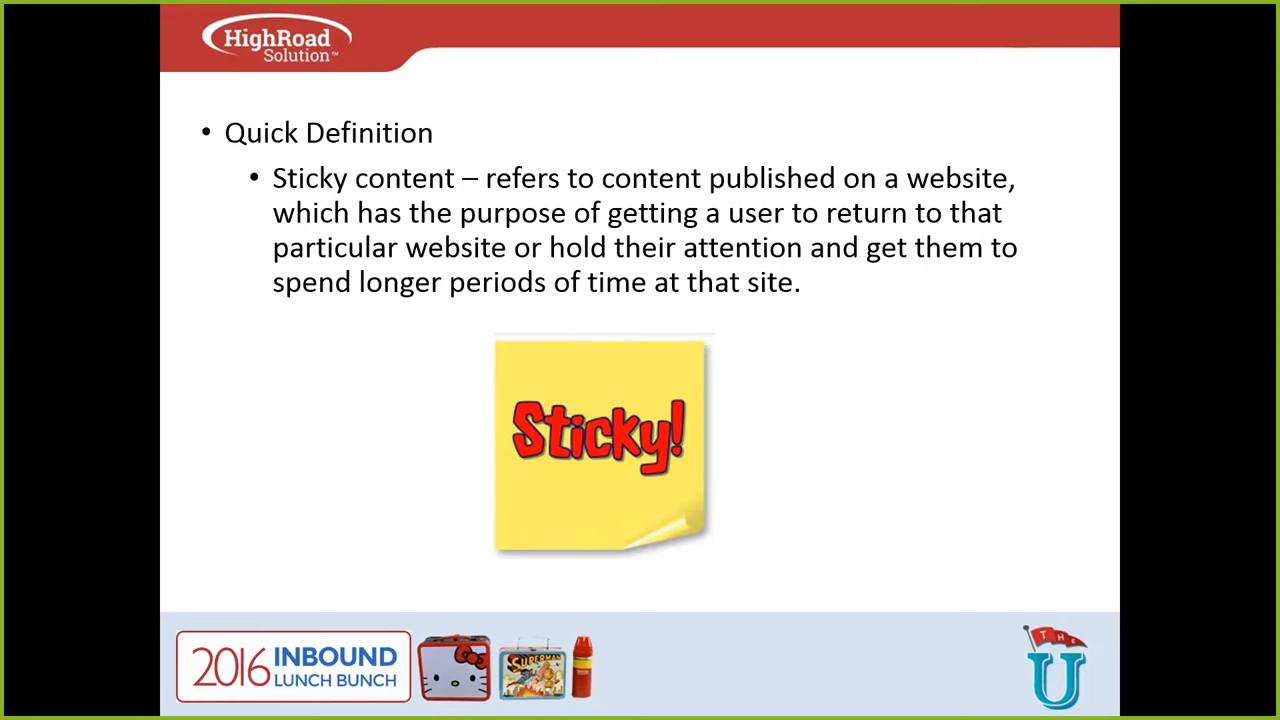 HighRoad
Solution™
• Quick Definition
• Sticky content – refers to content published on a website,
which has the purpose of getting a user to return to that
particular website or hold their attention and get them to
spend longer periods of time at that site.
Sticky!
2016 INBOUND
LUNCH BUNCH
SUPERMAN
THE
U